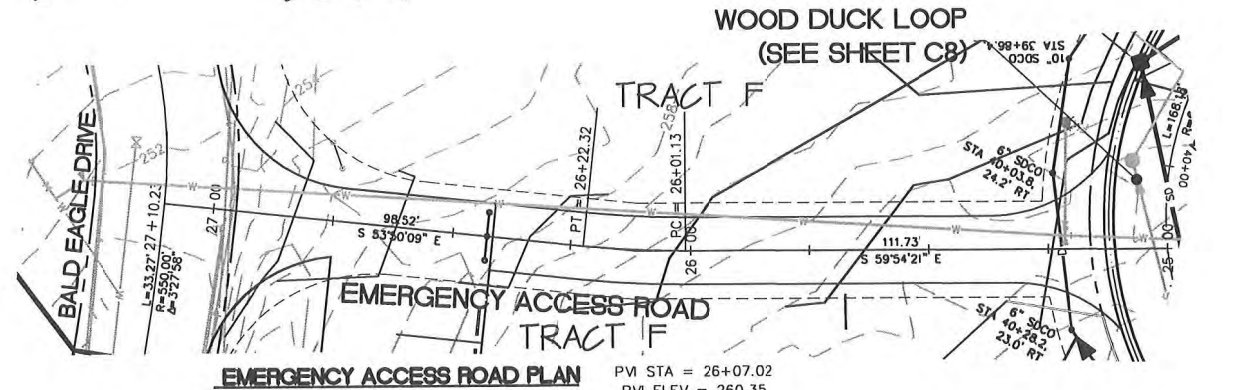 WOOD DUCK LOOP
(SEE SHEET C8)
10" SDCO
STA 39+86.4
TRACT F
BALD EAGLE DRIVE
252
254
258
L=33.27' 27+10.23
R=550.00'
Δ=3°27'58"
27+00
W
W
W
W
W
W
98.52'
S 53°50'09" E
PT = 26+22.32
PC = 26+01.13
26+00
111.73'
S 59°54'21" E
6" SDCO
STA 40+03.8,
24.2' RT
L=168.18'
40+00
SD
25+00
EMERGENCY ACCESS ROAD
TRACT F
6" SDCO
STA 40+28.2,
23.0' RT
EMERGENCY ACCESS ROAD PLAN
PVI STA = 26+07.02
PVI ELEV = 260.35